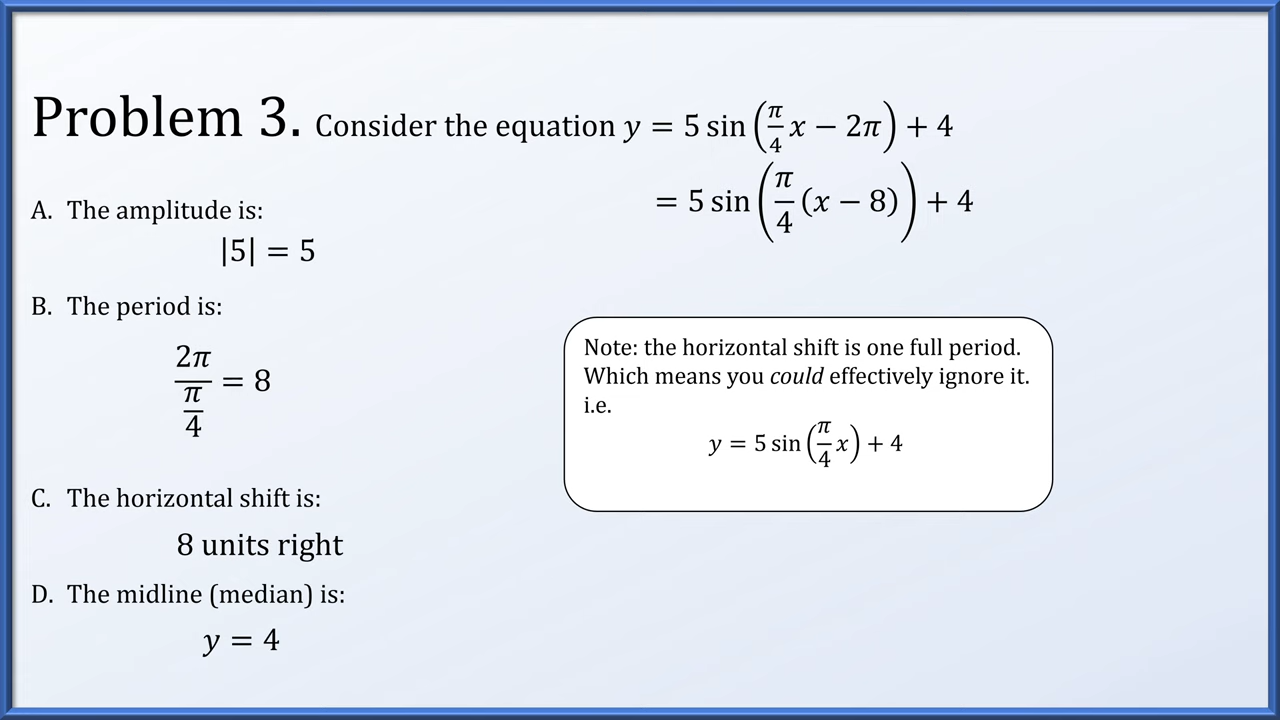 Problem 3. Consider the equation y = 5 sin (π/4 x − 2π) + 4
= 5 sin (π/4 (x − 8)) + 4
A. The amplitude is:
|5| = 5
B. The period is:
2π / (π/4) = 8
Note: the horizontal shift is one full period.
Which means you could effectively ignore it.
i.e.
y = 5 sin (π/4 x) + 4
C. The horizontal shift is:
8 units right
D. The midline (median) is:
y = 4